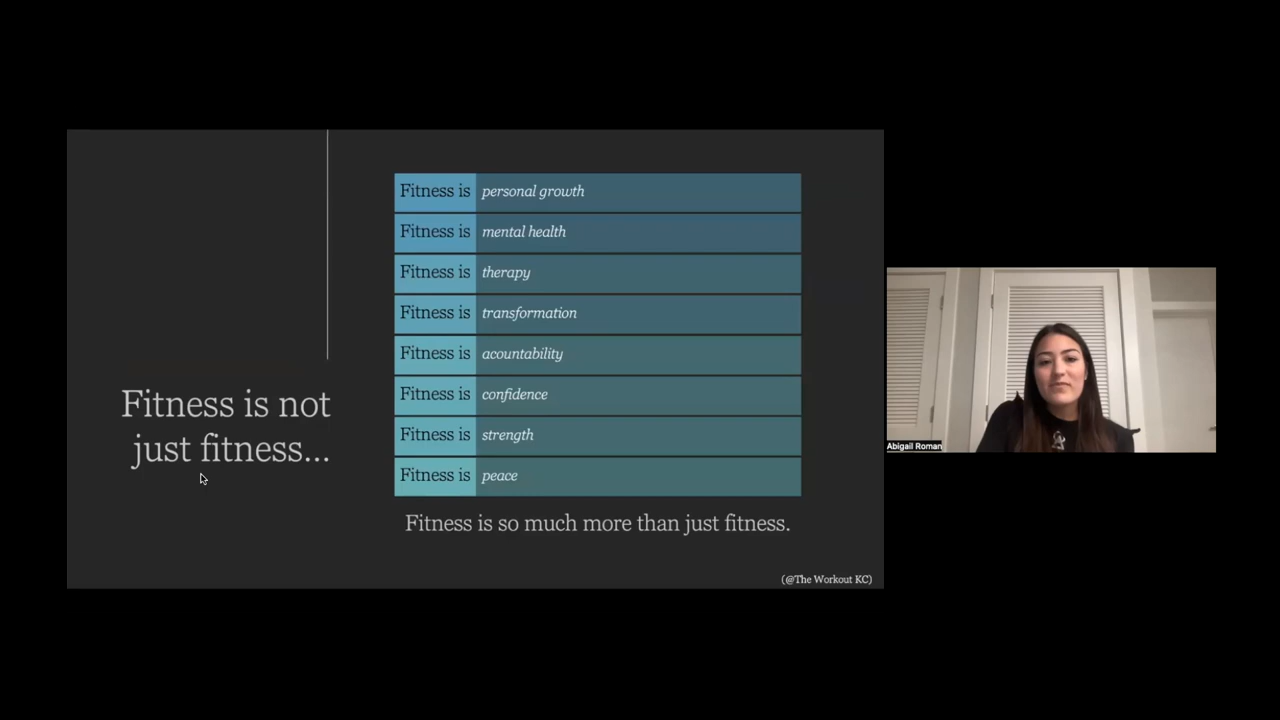 Fitness is not
just fitness...
Fitness is personal growth
Fitness is mental health
Fitness is therapy
Fitness is transformation
Fitness is acountability
Fitness is confidence
Fitness is strength
Fitness is peace
Fitness is so much more than just fitness.
(@The Workout KC)
Abigail Roman